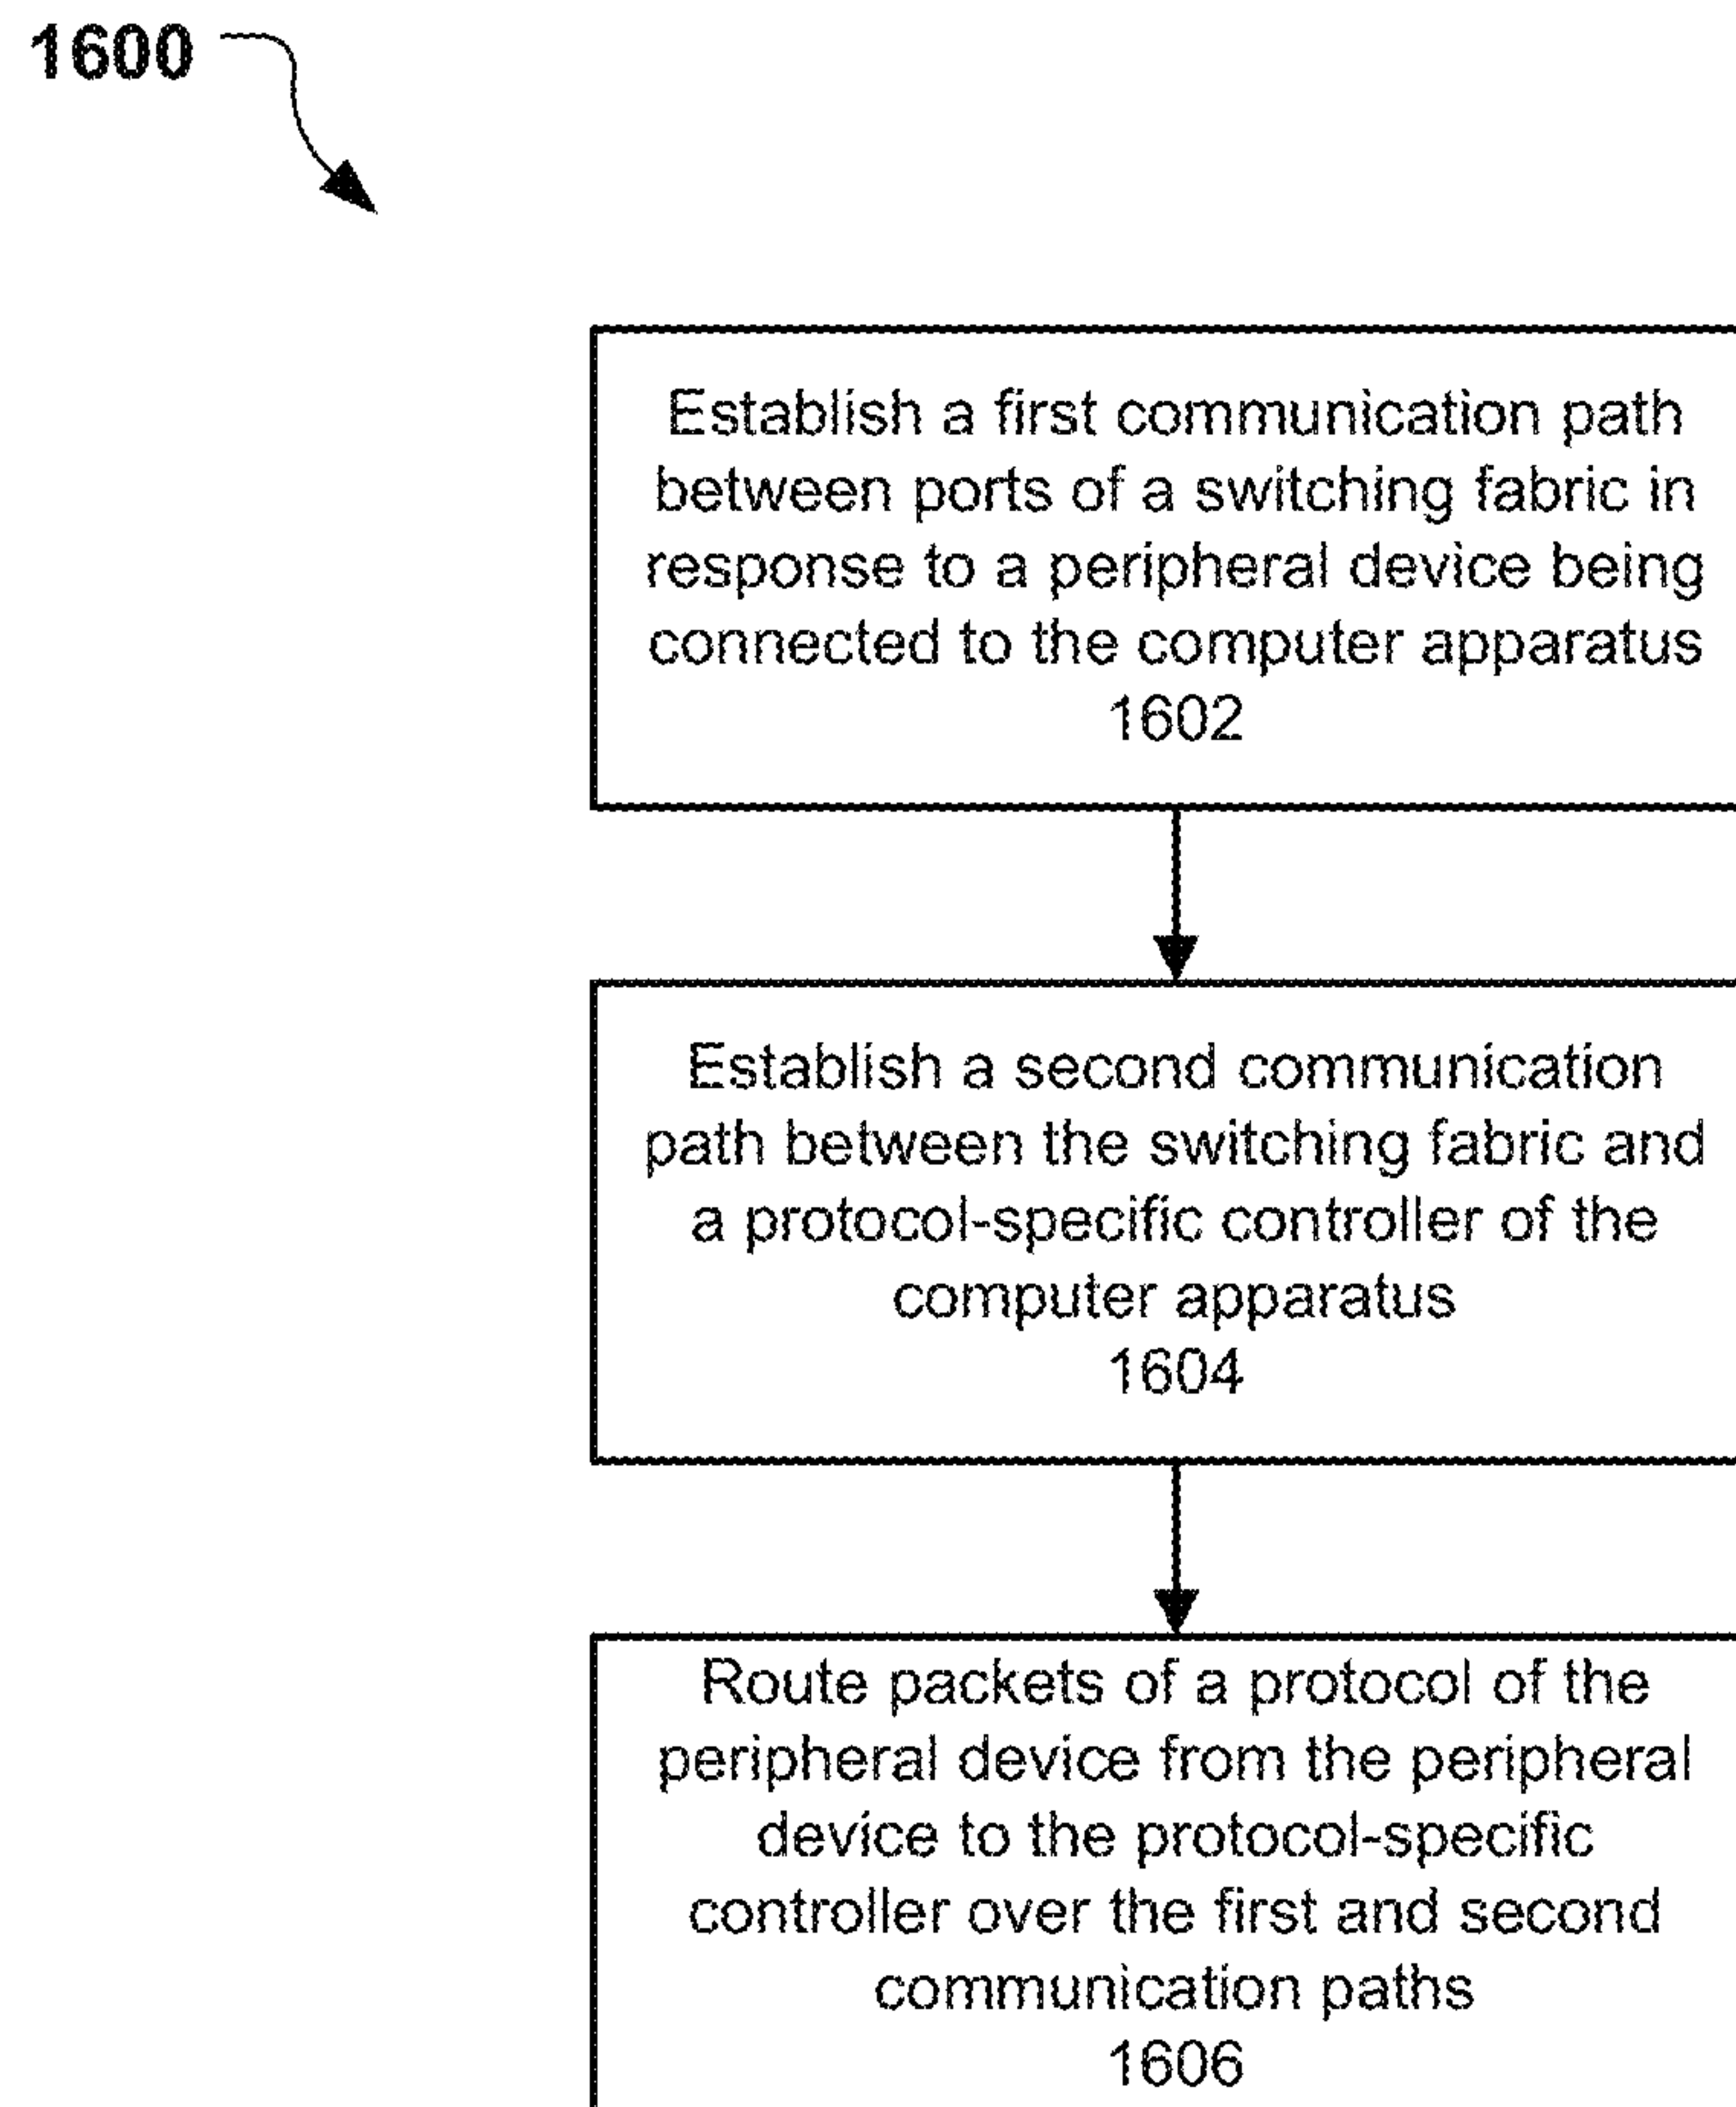 1600
Establish a first communication path
between ports of a switching fabric in
response to a peripheral device being
connected to the computer apparatus
1602
Establish a second communication
path between the switching fabric and
a protocol-specific controller of the
computer apparatus
1604
Route packets of a protocol of the
peripheral device from the peripheral
device to the protocol-specific
controller over the first and second
communication paths
1606